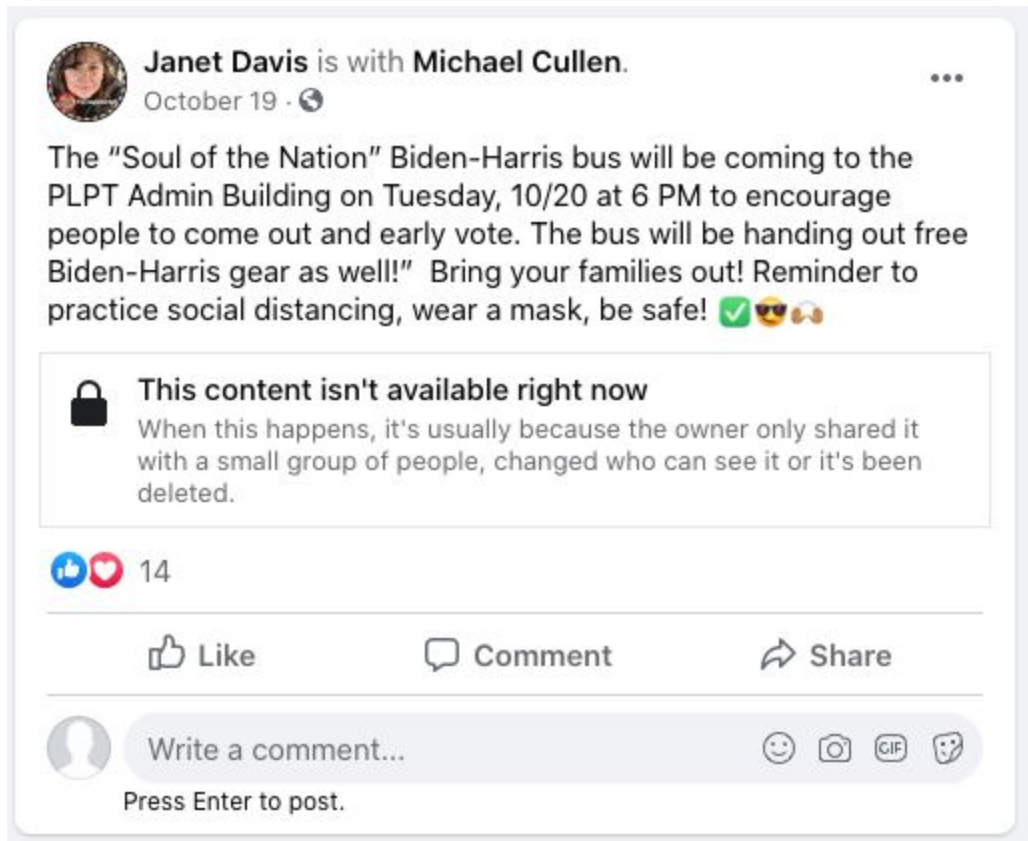 Janet Davis is with Michael Cullen.
October 19 ·
The “Soul of the Nation” Biden-Harris bus will be coming to the
PLPT Admin Building on Tuesday, 10/20 at 6 PM to encourage
people to come out and early vote. The bus will be handing out free
Biden-Harris gear as well!”  Bring your families out! Reminder to
practice social distancing, wear a mask, be safe! ✅😎🙌🏽
This content isn't available right now
When this happens, it's usually because the owner only shared it
with a small group of people, changed who can see it or it's been
deleted.
14
Like Comment Share
Write a comment...
GIF
Press Enter to post.